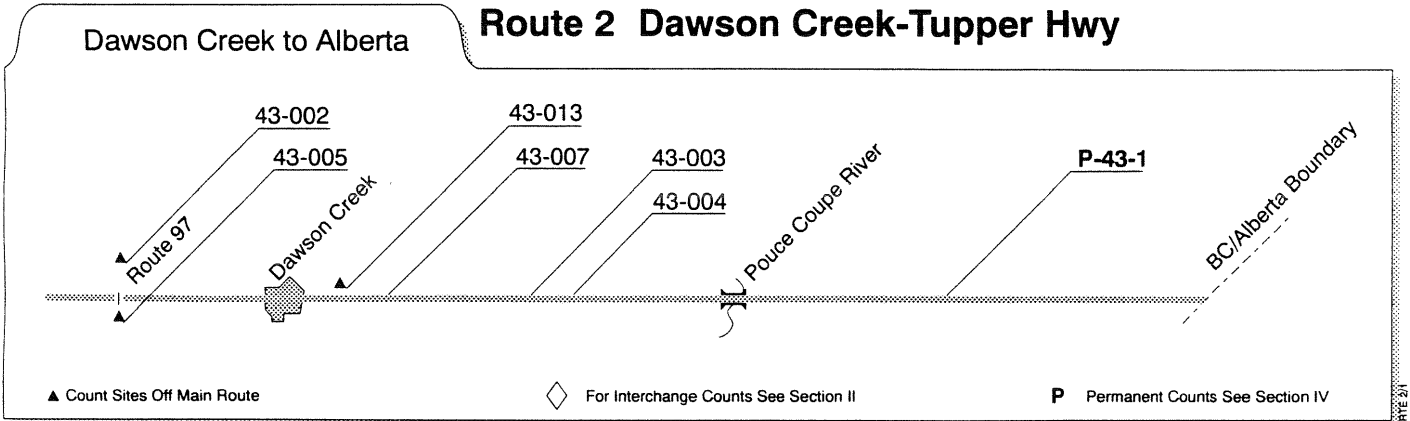 Route 2 Dawson Creek-Tupper Hwy
Dawson Creek to Alberta
43-002
43-005
Route 97
Dawson Creek
43-013
43-007
43-003
43-004
Pouce Coupe River
P-43-1
BC/Alberta Boundary
▲ Count Sites Off Main Route
◇ For Interchange Counts See Section II
P Permanent Counts See Section IV
RTE 2/1